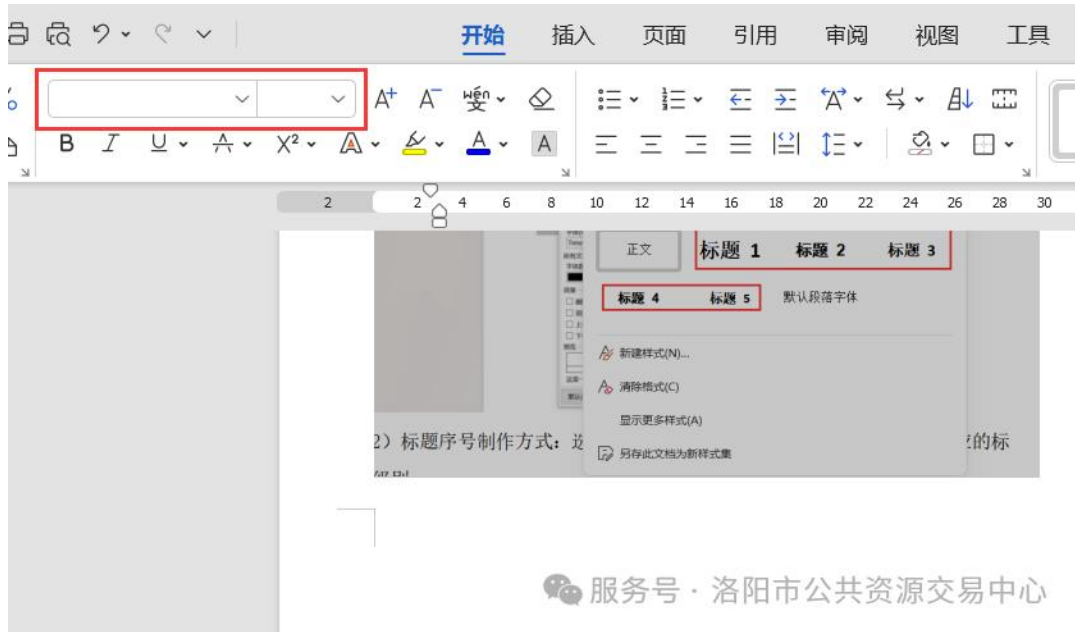 开始 插入 页面 引用 审阅 视图 工具
A+ A- wén 变
B I U A X² A A A
2 2 4 6 8 10 12 14 16 18 20 22 24 26 28 30
正文 标题 1 标题 2 标题 3
标题 4 标题 5 默认段落字体
新建样式(N)...
清除格式(C)
显示更多样式(A)
2）标题序号制作方式：选 的标
另存此文档为新样式集
服务号 · 洛阳市公共资源交易中心